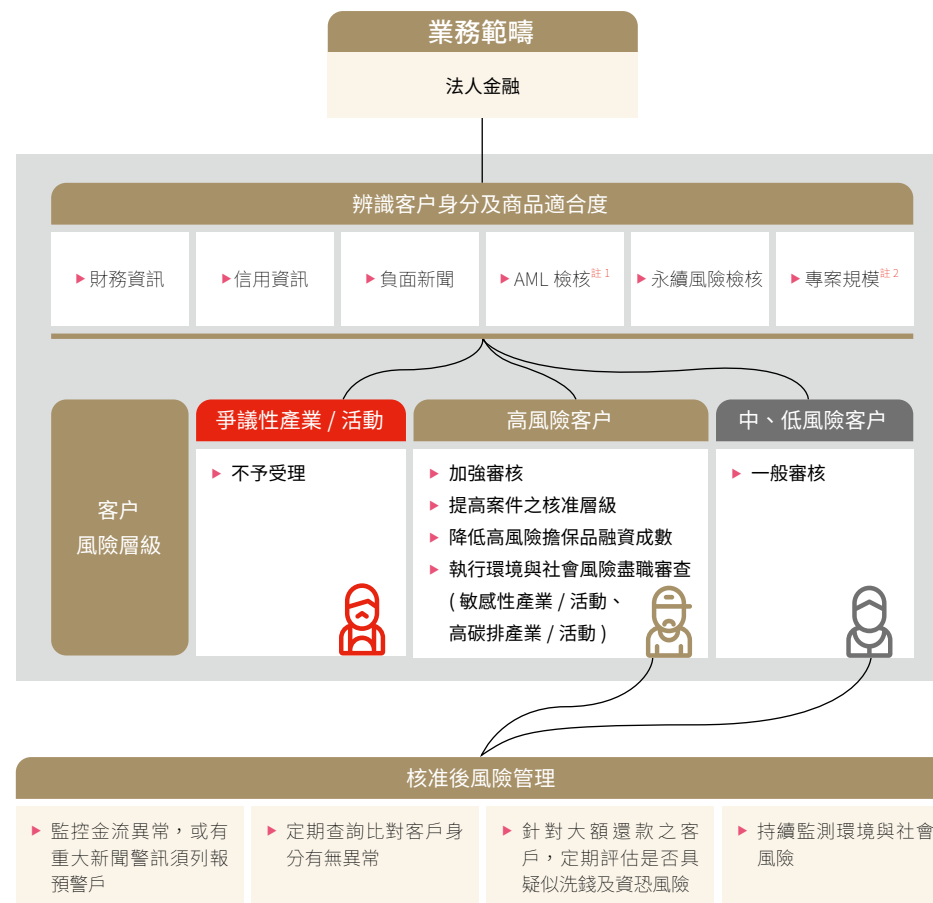 業務範疇
法人金融
辨識客户身分及商品適合度
▶ 財務資訊
▶ 信用資訊
▶ 負面新聞
▶ AML 檢核註 1
▶ 永續風險檢核
▶ 專案規模註 2
客户
風險層級
爭議性產業 / 活動
▶ 不予受理
高風險客户
▶ 加強審核
▶ 提高案件之核准層級
▶ 降低高風險擔保品融資成數
▶ 執行環境與社會風險盡職審查
( 敏感性產業 / 活動、
高碳排產業 / 活動 )
中、低風險客户
▶ 一般審核
核准後風險管理
▶ 監控金流異常，或有
重大新聞警訊須列報
預警戶
▶ 定期查詢比對客戶身
分有無異常
▶ 針對大額還款之客
戶，定期評估是否具
疑似洗錢及資恐風險
▶ 持續監測環境與社會
風險